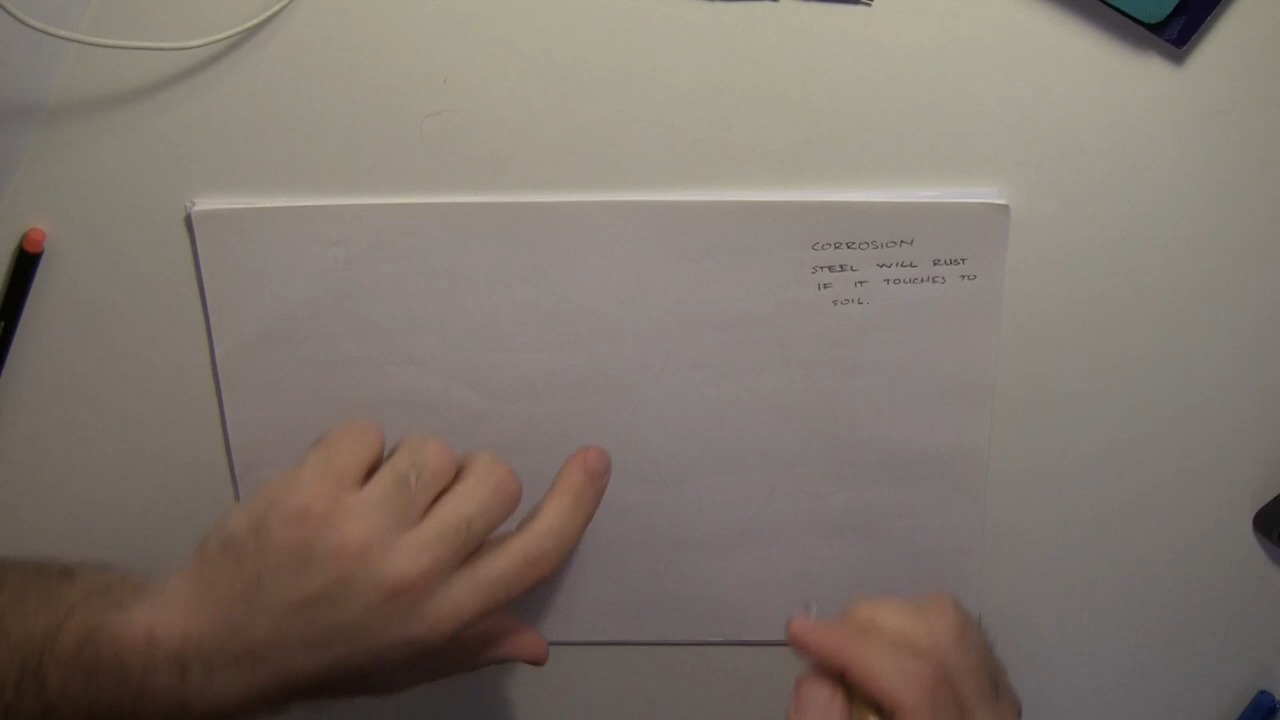 CORROSION
STEEL WILL RUST
IF IT TOUCHES TO
SOIL.